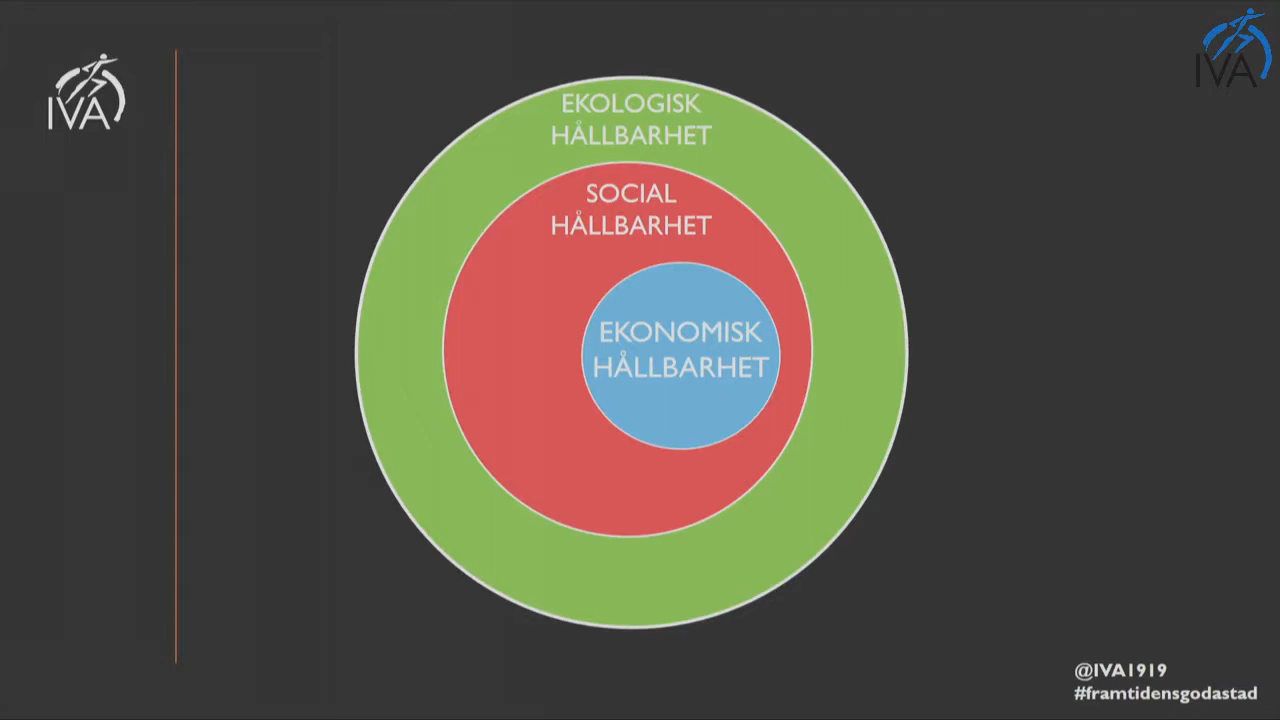 IVA
IVA
EKOLOGISK
HÅLLBARHET
SOCIAL
HÅLLBARHET
EKONOMISK
HÅLLBARHET
@IVA1919
#framtidensgodastad